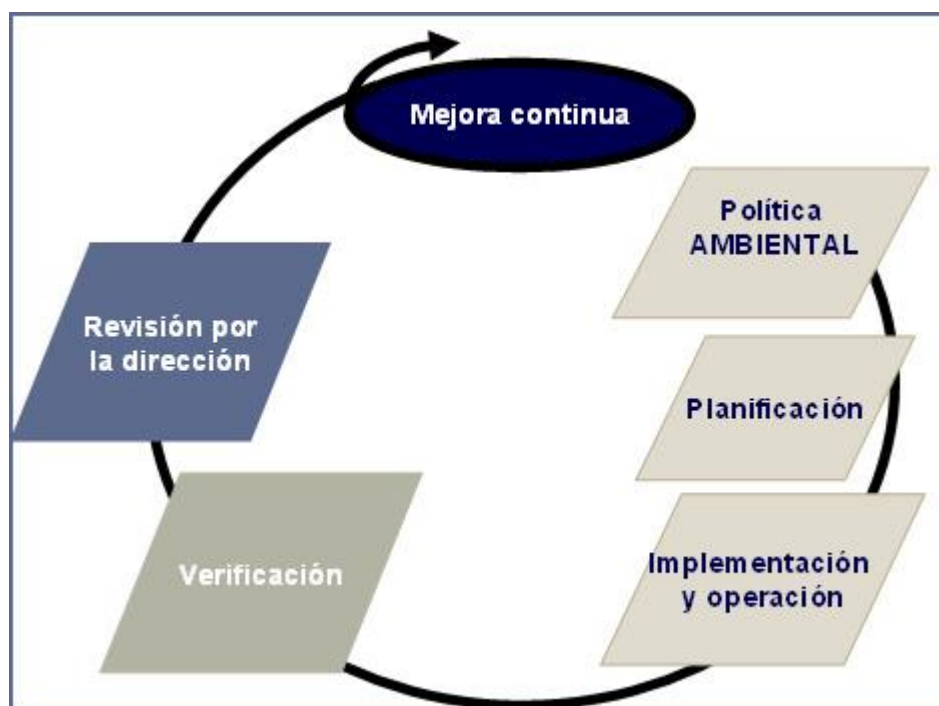 Mejora continua
Política
AMBIENTAL
Planificación
Implementación
y operación
Verificación
Revisión por
la dirección